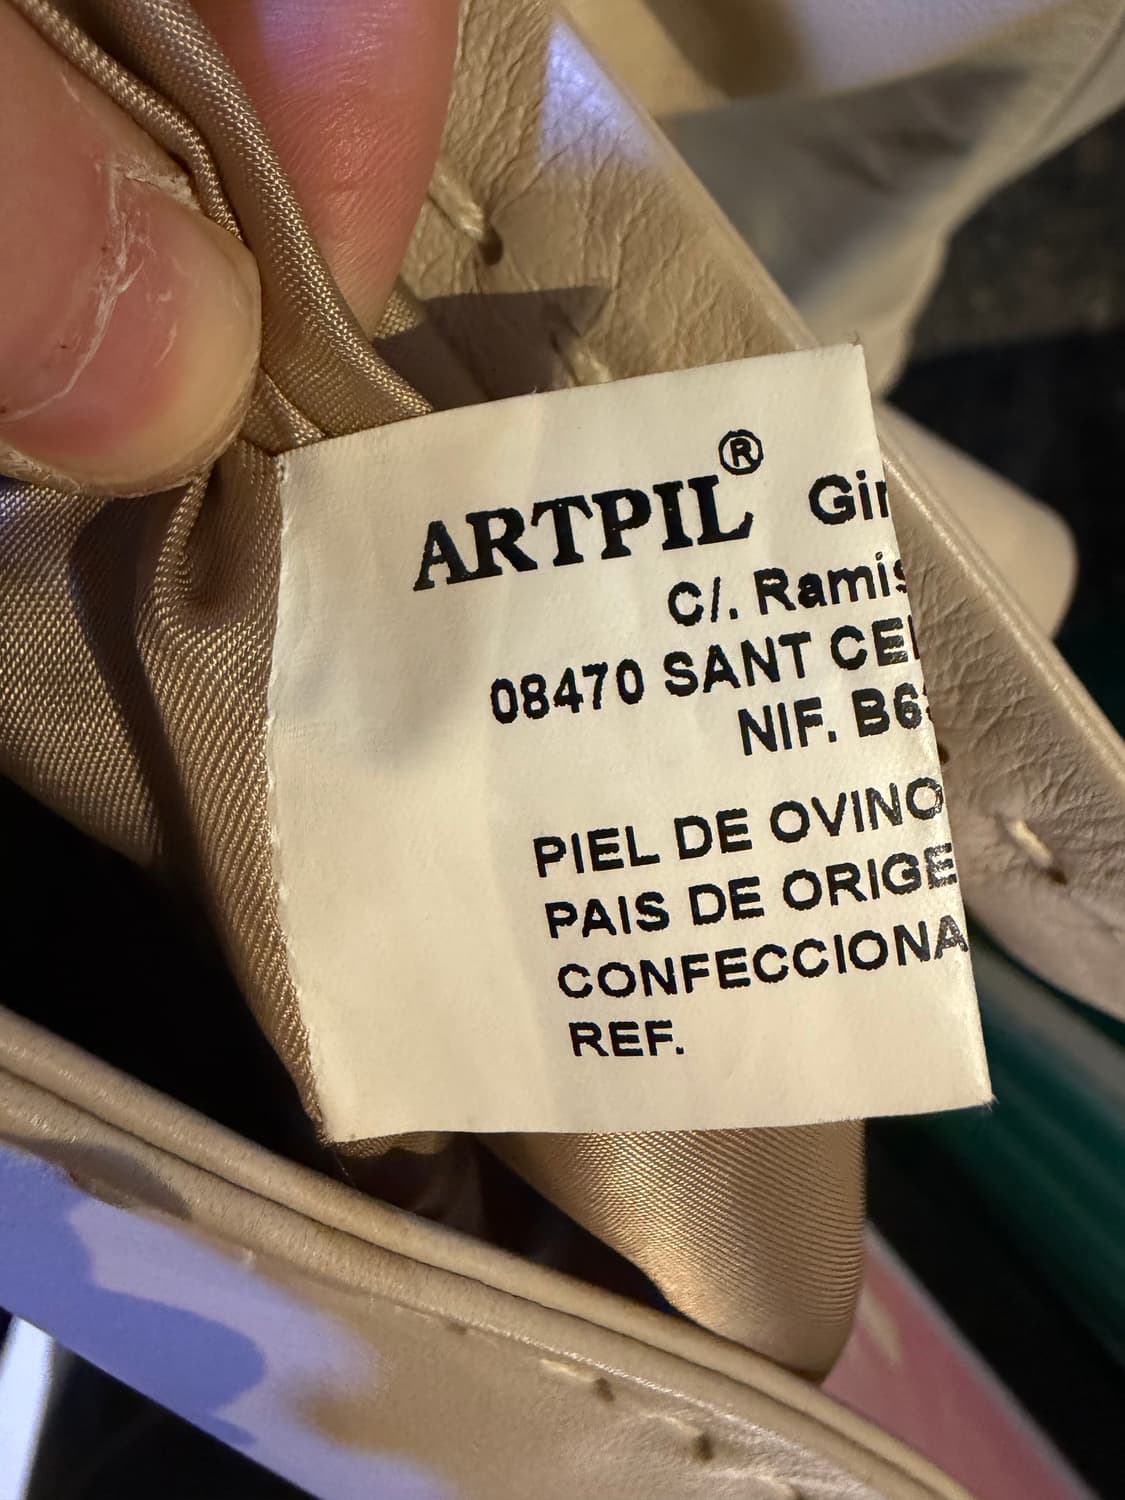 ARTPIL® Gir
C/. Ramis
08470 SANT CE
NIF. B6
PIEL DE OVINO
PAIS DE ORIGE
CONFECCIONA
REF.